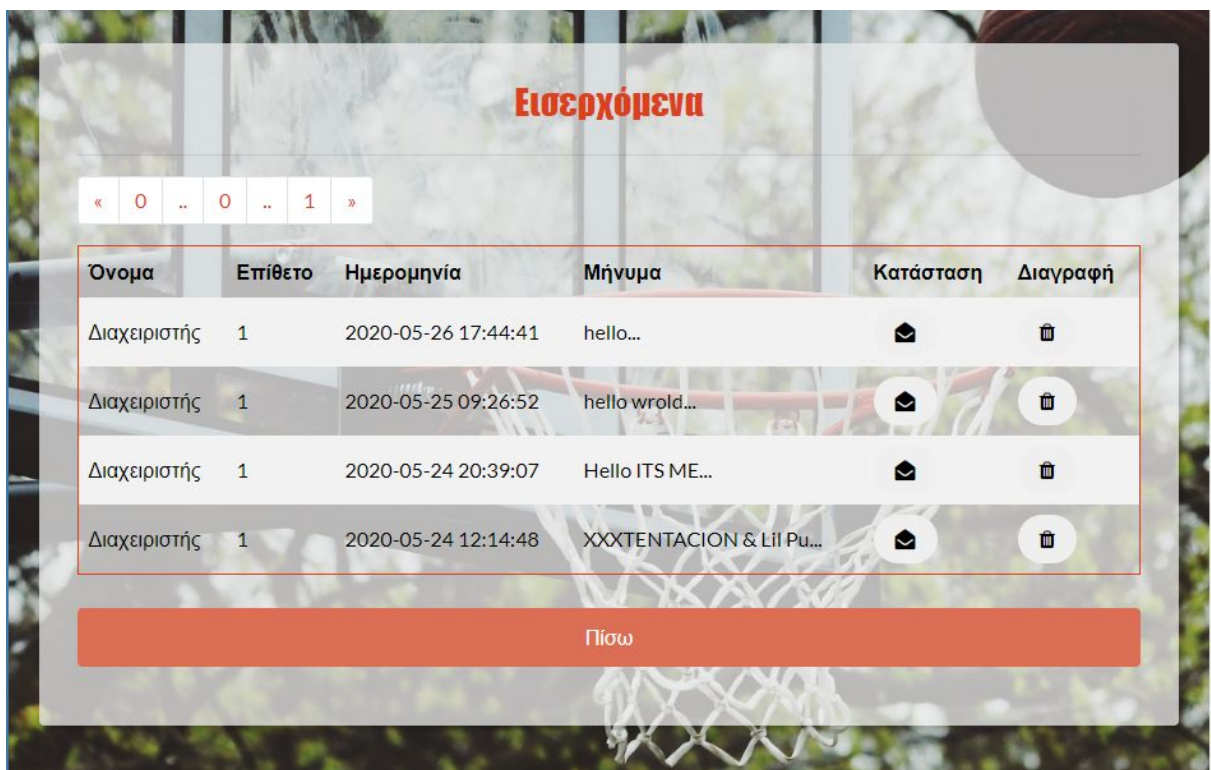 Εισερχόμενα
« 0 .. 0 .. 1 »
Όνομα Επίθετο Ημερομηνία Μήνυμα Κατάσταση Διαγραφή
Διαχειριστής 1 2020-05-26 17:44:41 hello...
Διαχειριστής 1 2020-05-25 09:26:52 hello wrold...
Διαχειριστής 1 2020-05-24 20:39:07 Hello ITS ME...
Διαχειριστής 1 2020-05-24 12:14:48 XXXTENTACION & Lil Pu...
Πίσω